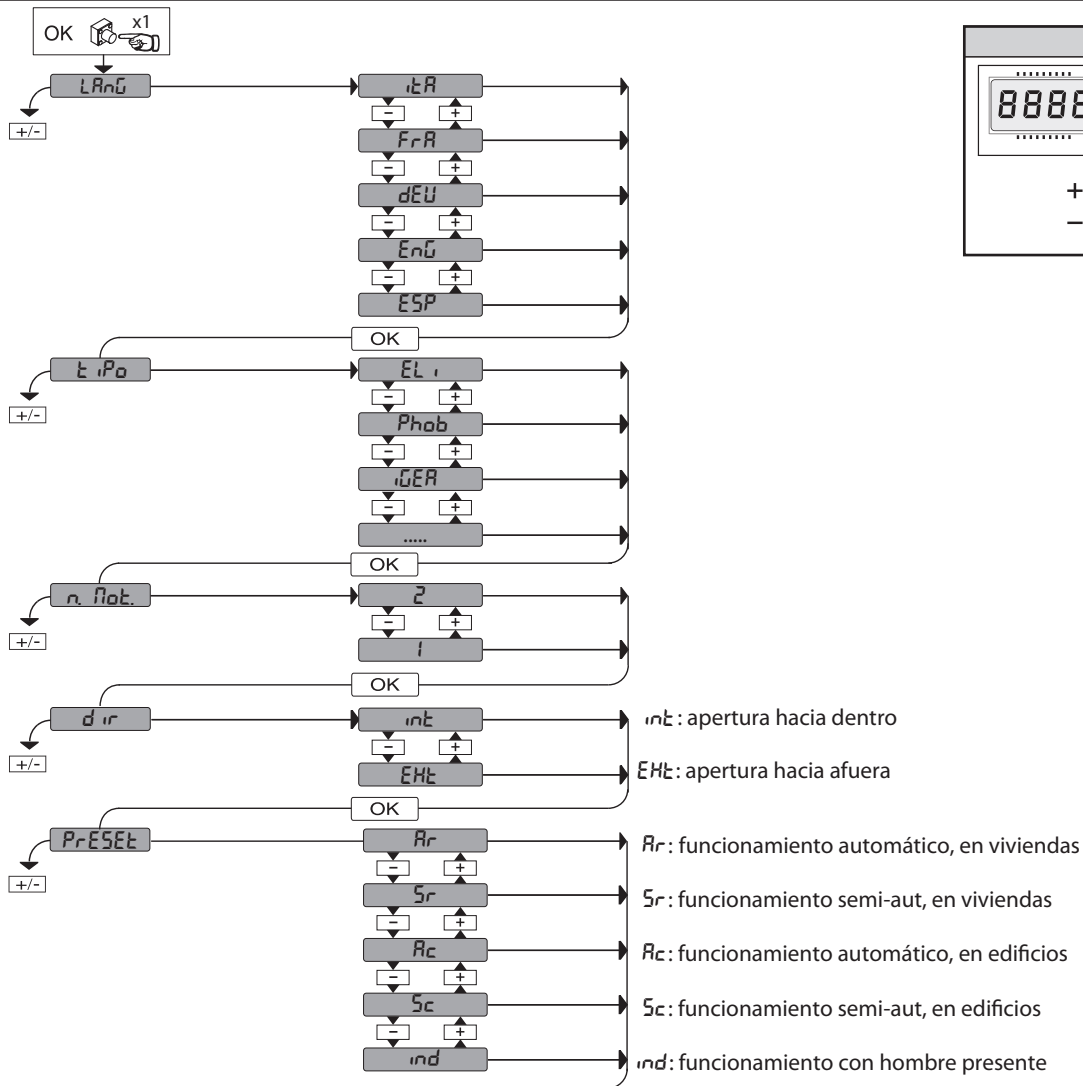 OK x1
LAnG
+/-
itA
- +
FrA
- +
dEU
- +
EnG
- +
ESP
OK
8888
+
–
tiPo
+/-
ELi
- +
Phob
- +
iGEA
- +
.....
OK
n. Mot.
+/-
2
- +
1
OK
dir
+/-
int
- +
EHt
int: apertura hacia dentro
EHt: apertura hacia afuera
OK
PrESEt
+/-
Ar
- +
Sr
- +
Ac
- +
Sc
- +
ind
Ar: funcionamiento automático, en viviendas
Sr: funcionamiento semi-aut, en viviendas
Ac: funcionamiento automático, en edificios
Sc: funcionamiento semi-aut, en edificios
ind: funcionamiento con hombre presente